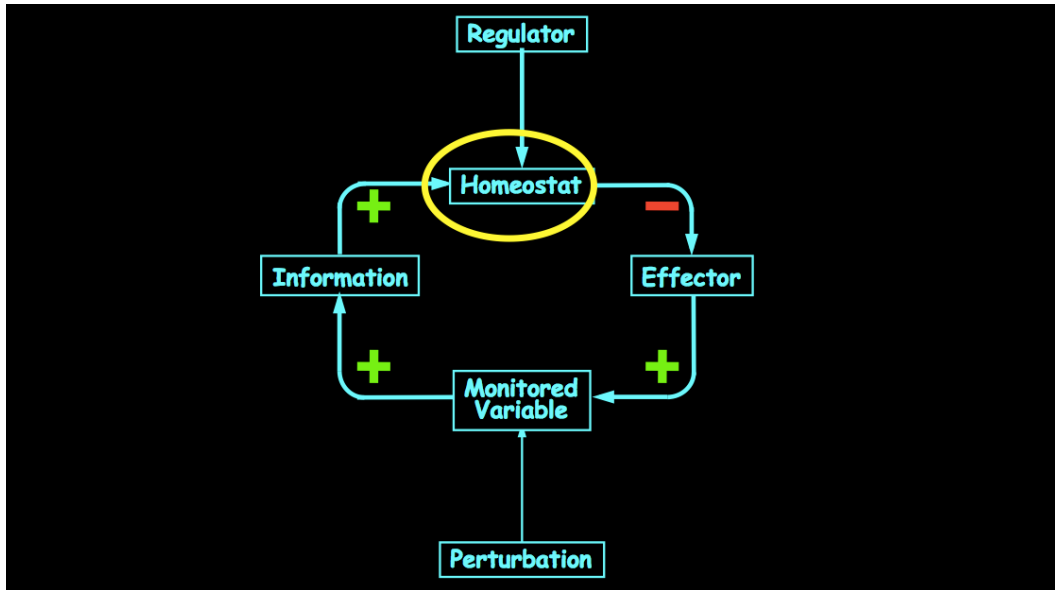 Regulator
Homeostat
+
−
Information
Effector
+
+
Monitored
Variable
Perturbation